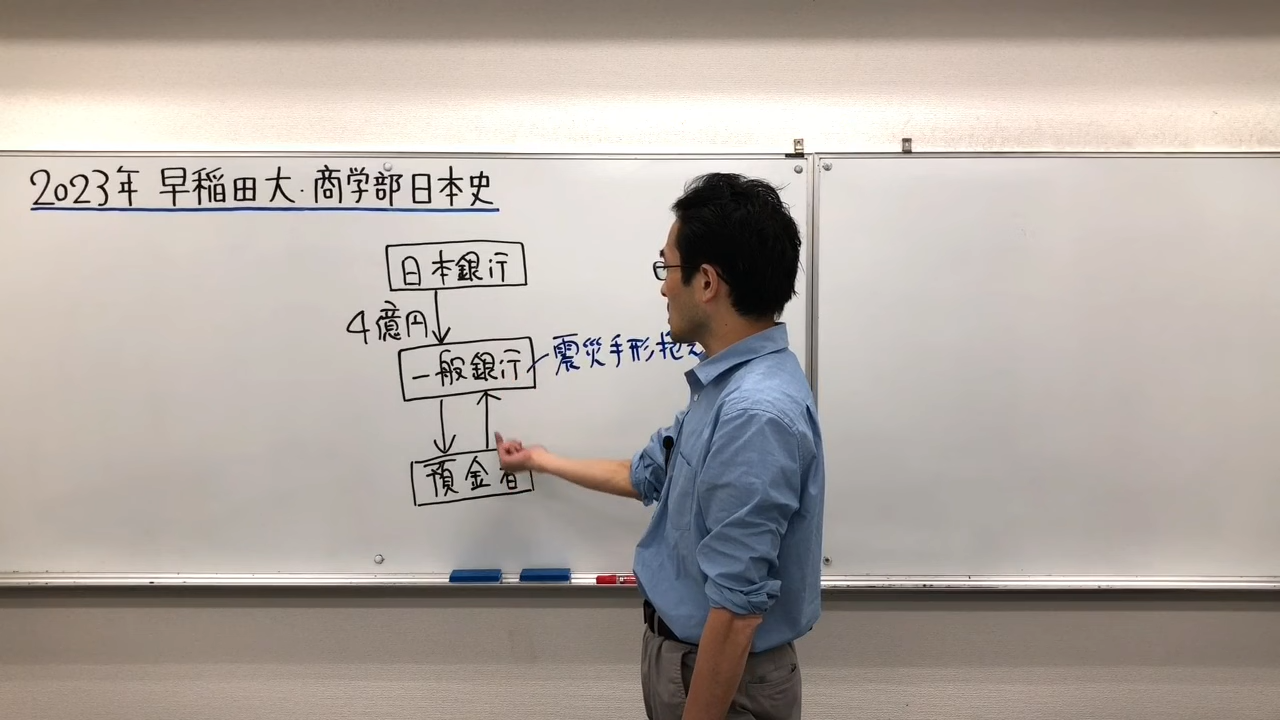 2023年 早稲田大・商学部日本史
日本銀行
4億円
一般銀行
震災手形抱え
預金者